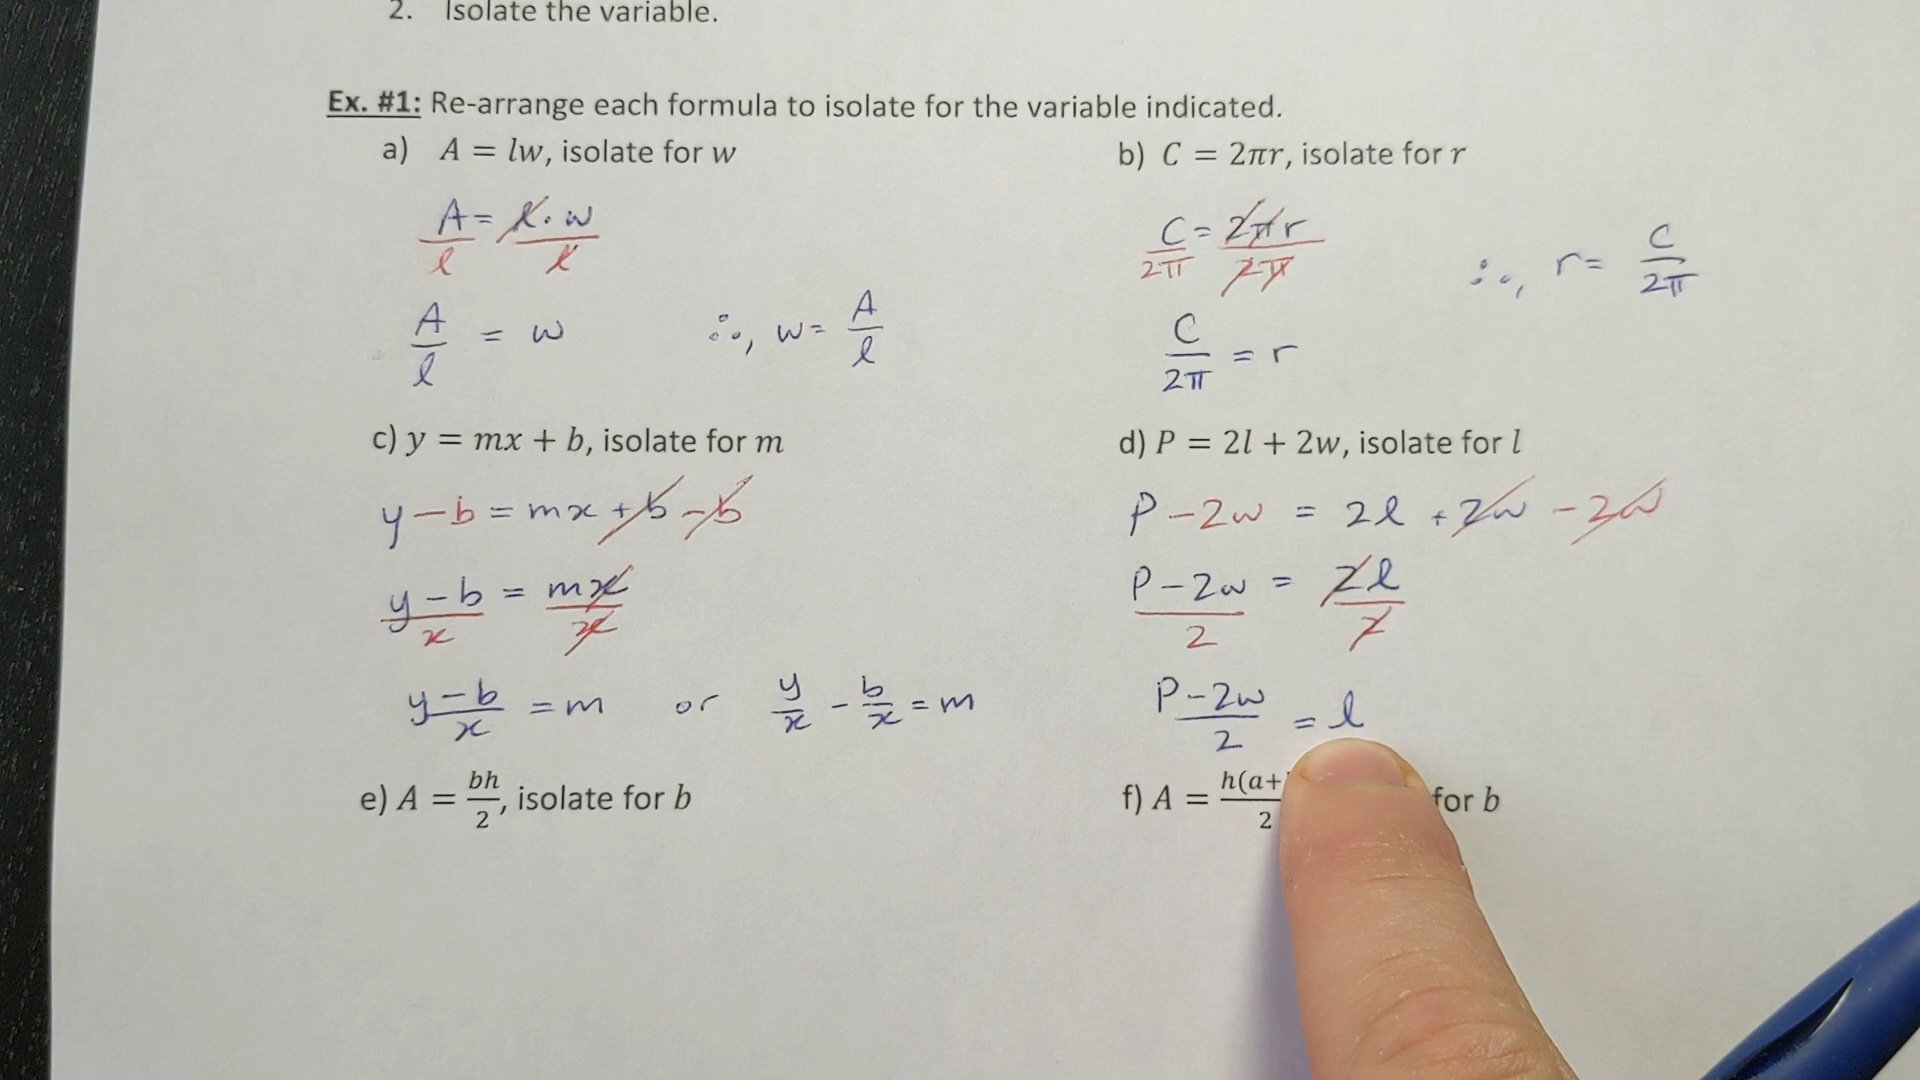 2. Isolate the variable.
Ex. #1: Re-arrange each formula to isolate for the variable indicated.
a) A = lw, isolate for w
A = l · w
l l
A/l = w ∴, w = A/l
b) C = 2πr, isolate for r
C = 2πr
2π 2π
∴, r = C/2π
C/2π = r
c) y = mx + b, isolate for m
y - b = mx + b - b
y - b = mx
x x
y-b/x = m or y/x - b/x = m
d) P = 2l + 2w, isolate for l
P - 2w = 2l + 2w - 2w
P - 2w = 2l
2 2
P-2w/2 = l
e) A = bh/2, isolate for b
f) A = h(a+ /2 for b